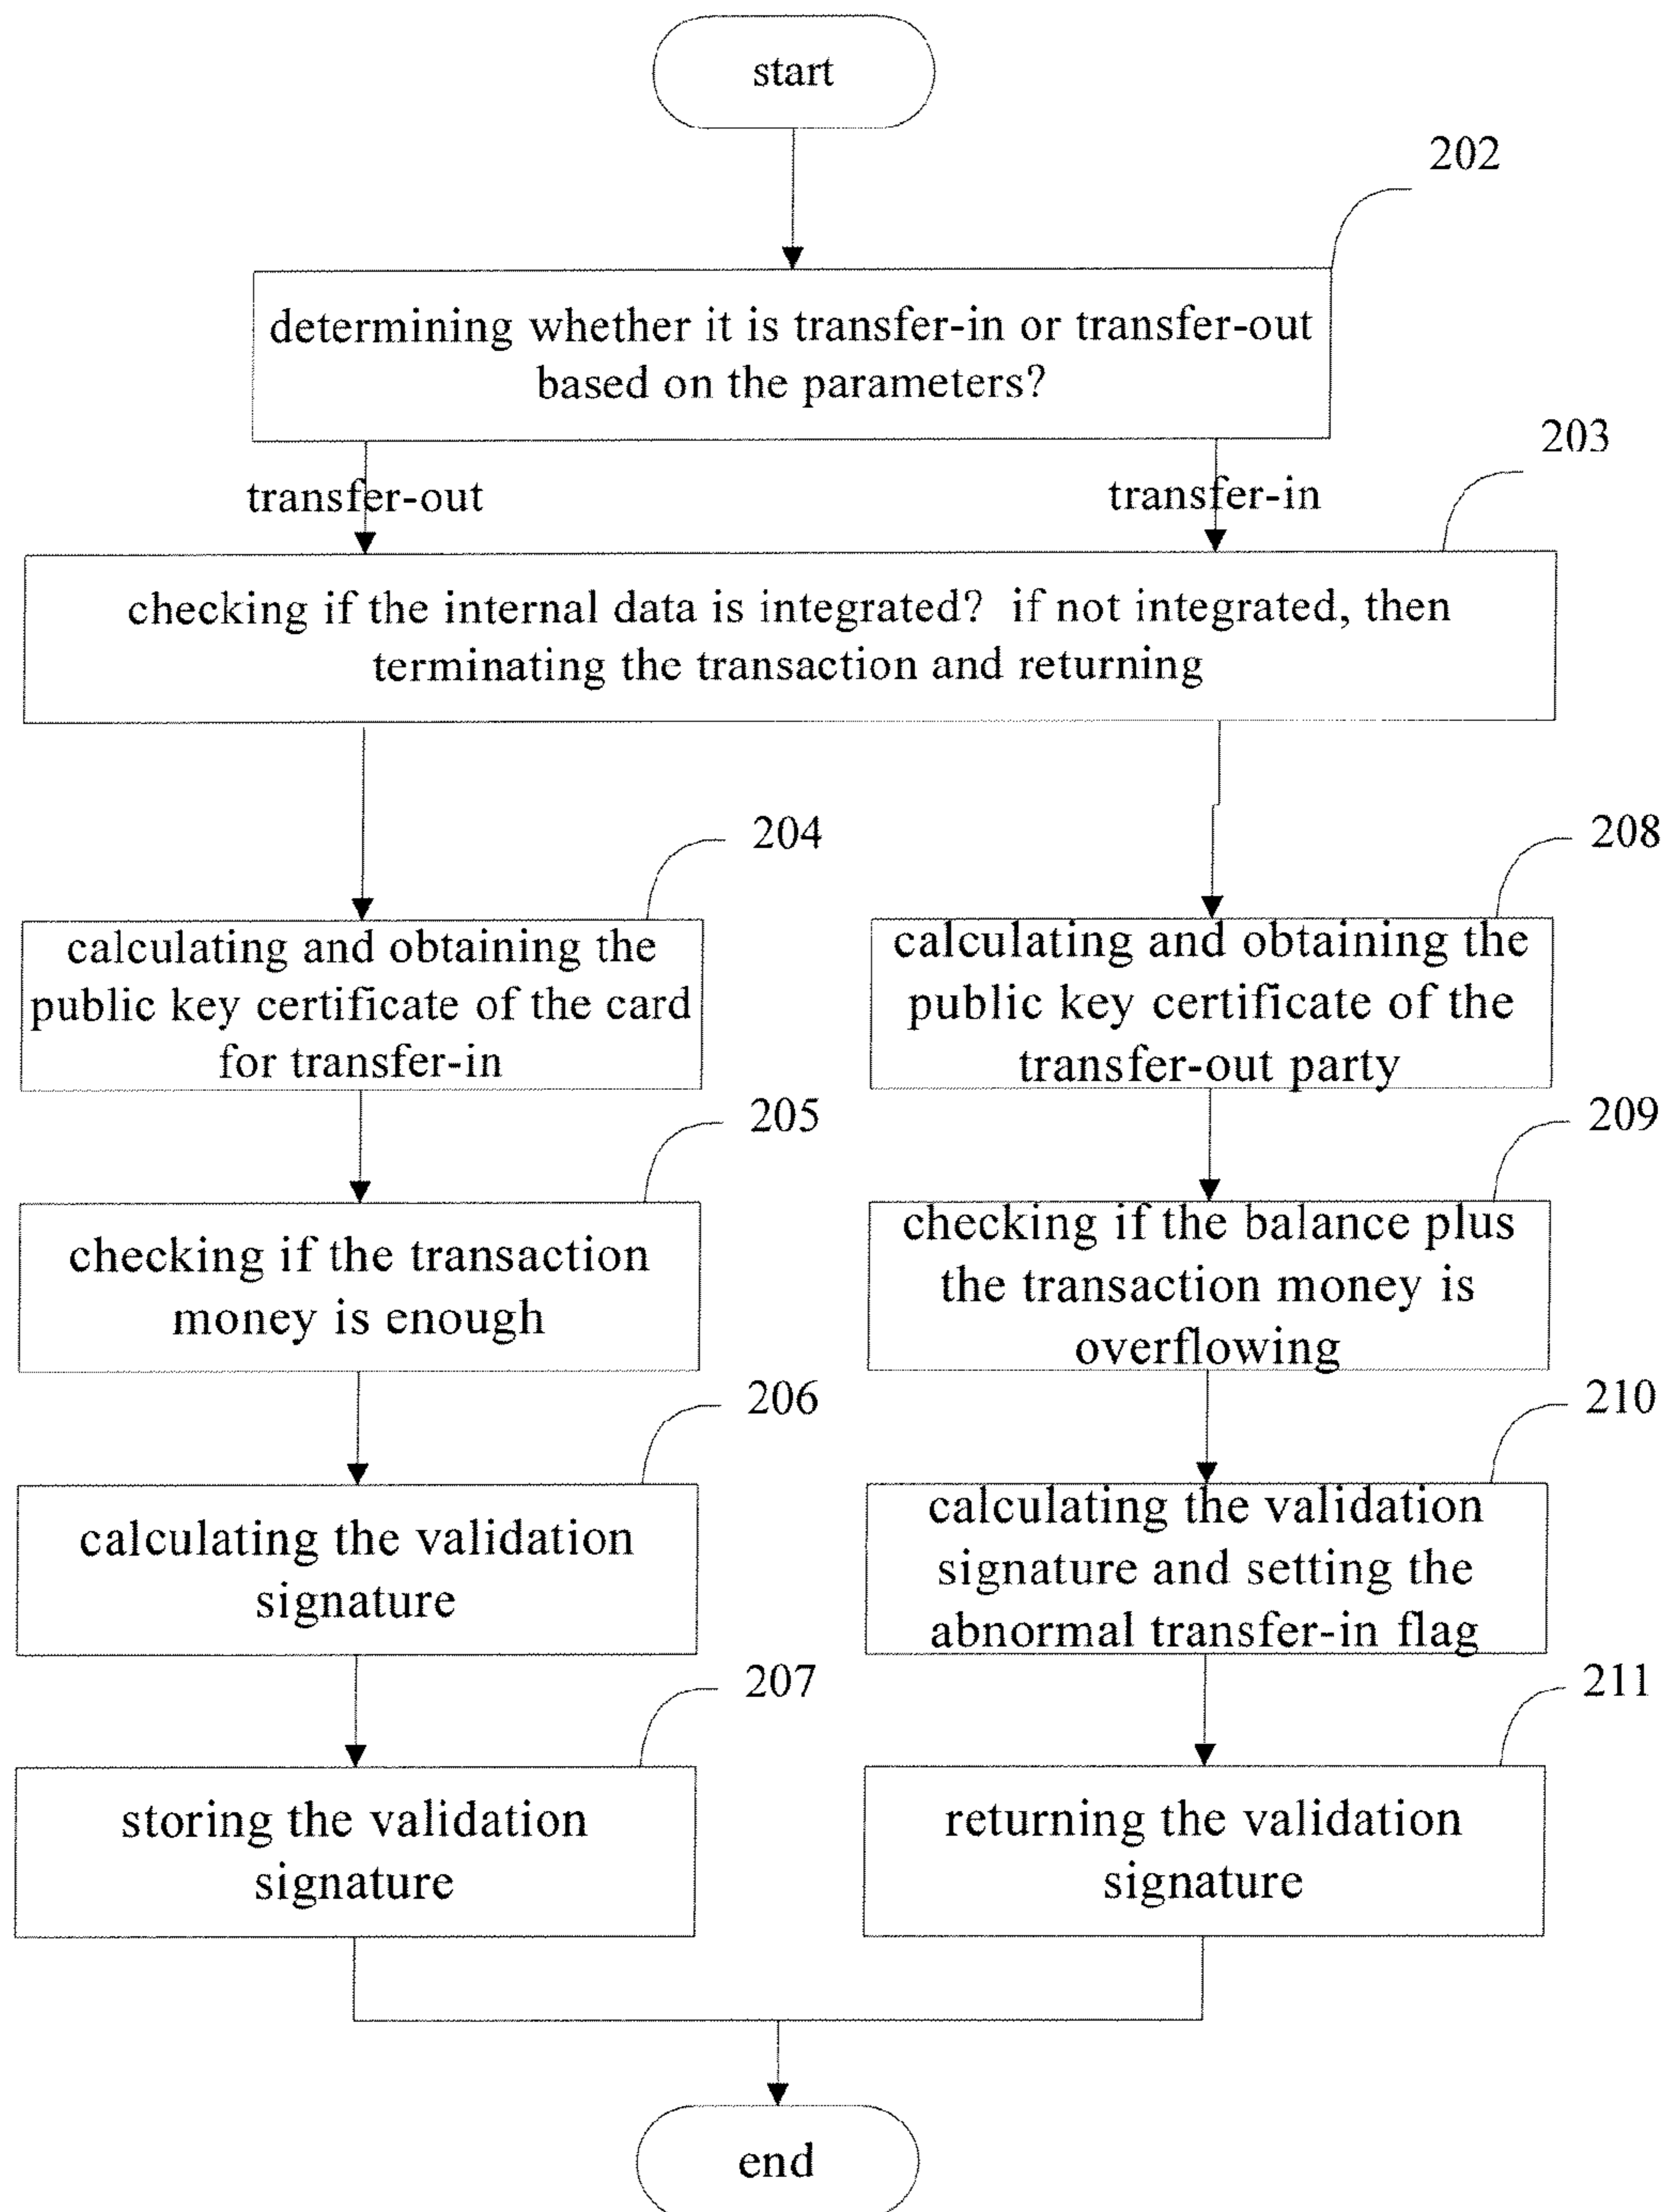 start
202
determining whether it is transfer-in or transfer-out
based on the parameters?
203
transfer-out
transfer-in
checking if the internal data is integrated? if not integrated, then
terminating the transaction and returning
204
calculating and obtaining the
public key certificate of the card
for transfer-in
205
checking if the transaction
money is enough
206
calculating the validation
signature
207
storing the validation
signature
208
calculating and obtaining the
public key certificate of the
transfer-out party
209
checking if the balance plus
the transaction money is
overflowing
210
calculating the validation
signature and setting the
abnormal transfer-in flag
211
returning the validation
signature
end